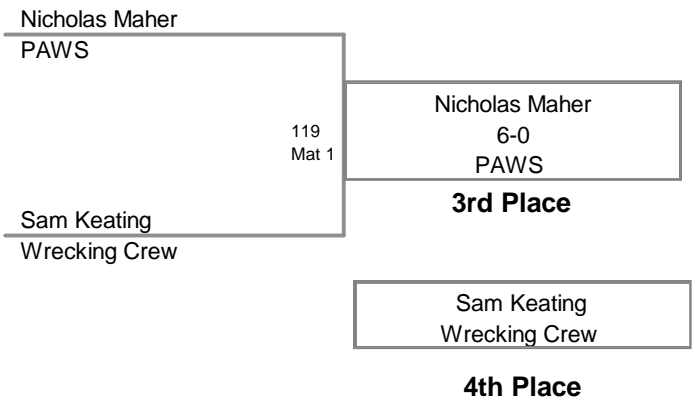 Nicholas Maher
PAWS
119
Mat 1
Nicholas Maher
6-0
PAWS
3rd Place
Sam Keating
Wrecking Crew
Sam Keating
Wrecking Crew
4th Place